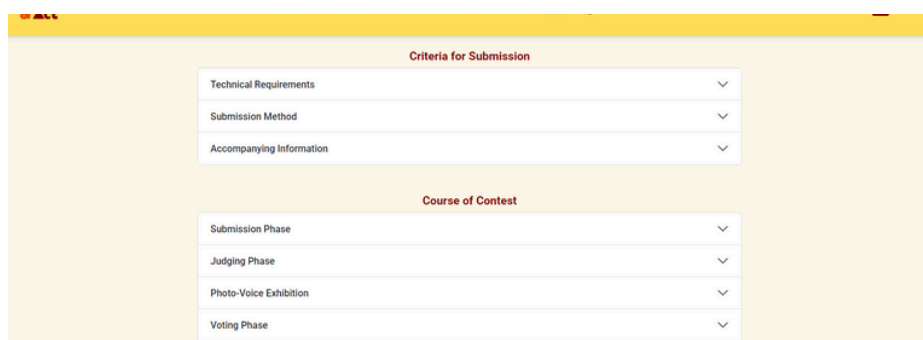 & Act
Criteria for Submission
Technical Requirements
Submission Method
Accompanying Information
Course of Contest
Submission Phase
Judging Phase
Photo-Voice Exhibition
Voting Phase